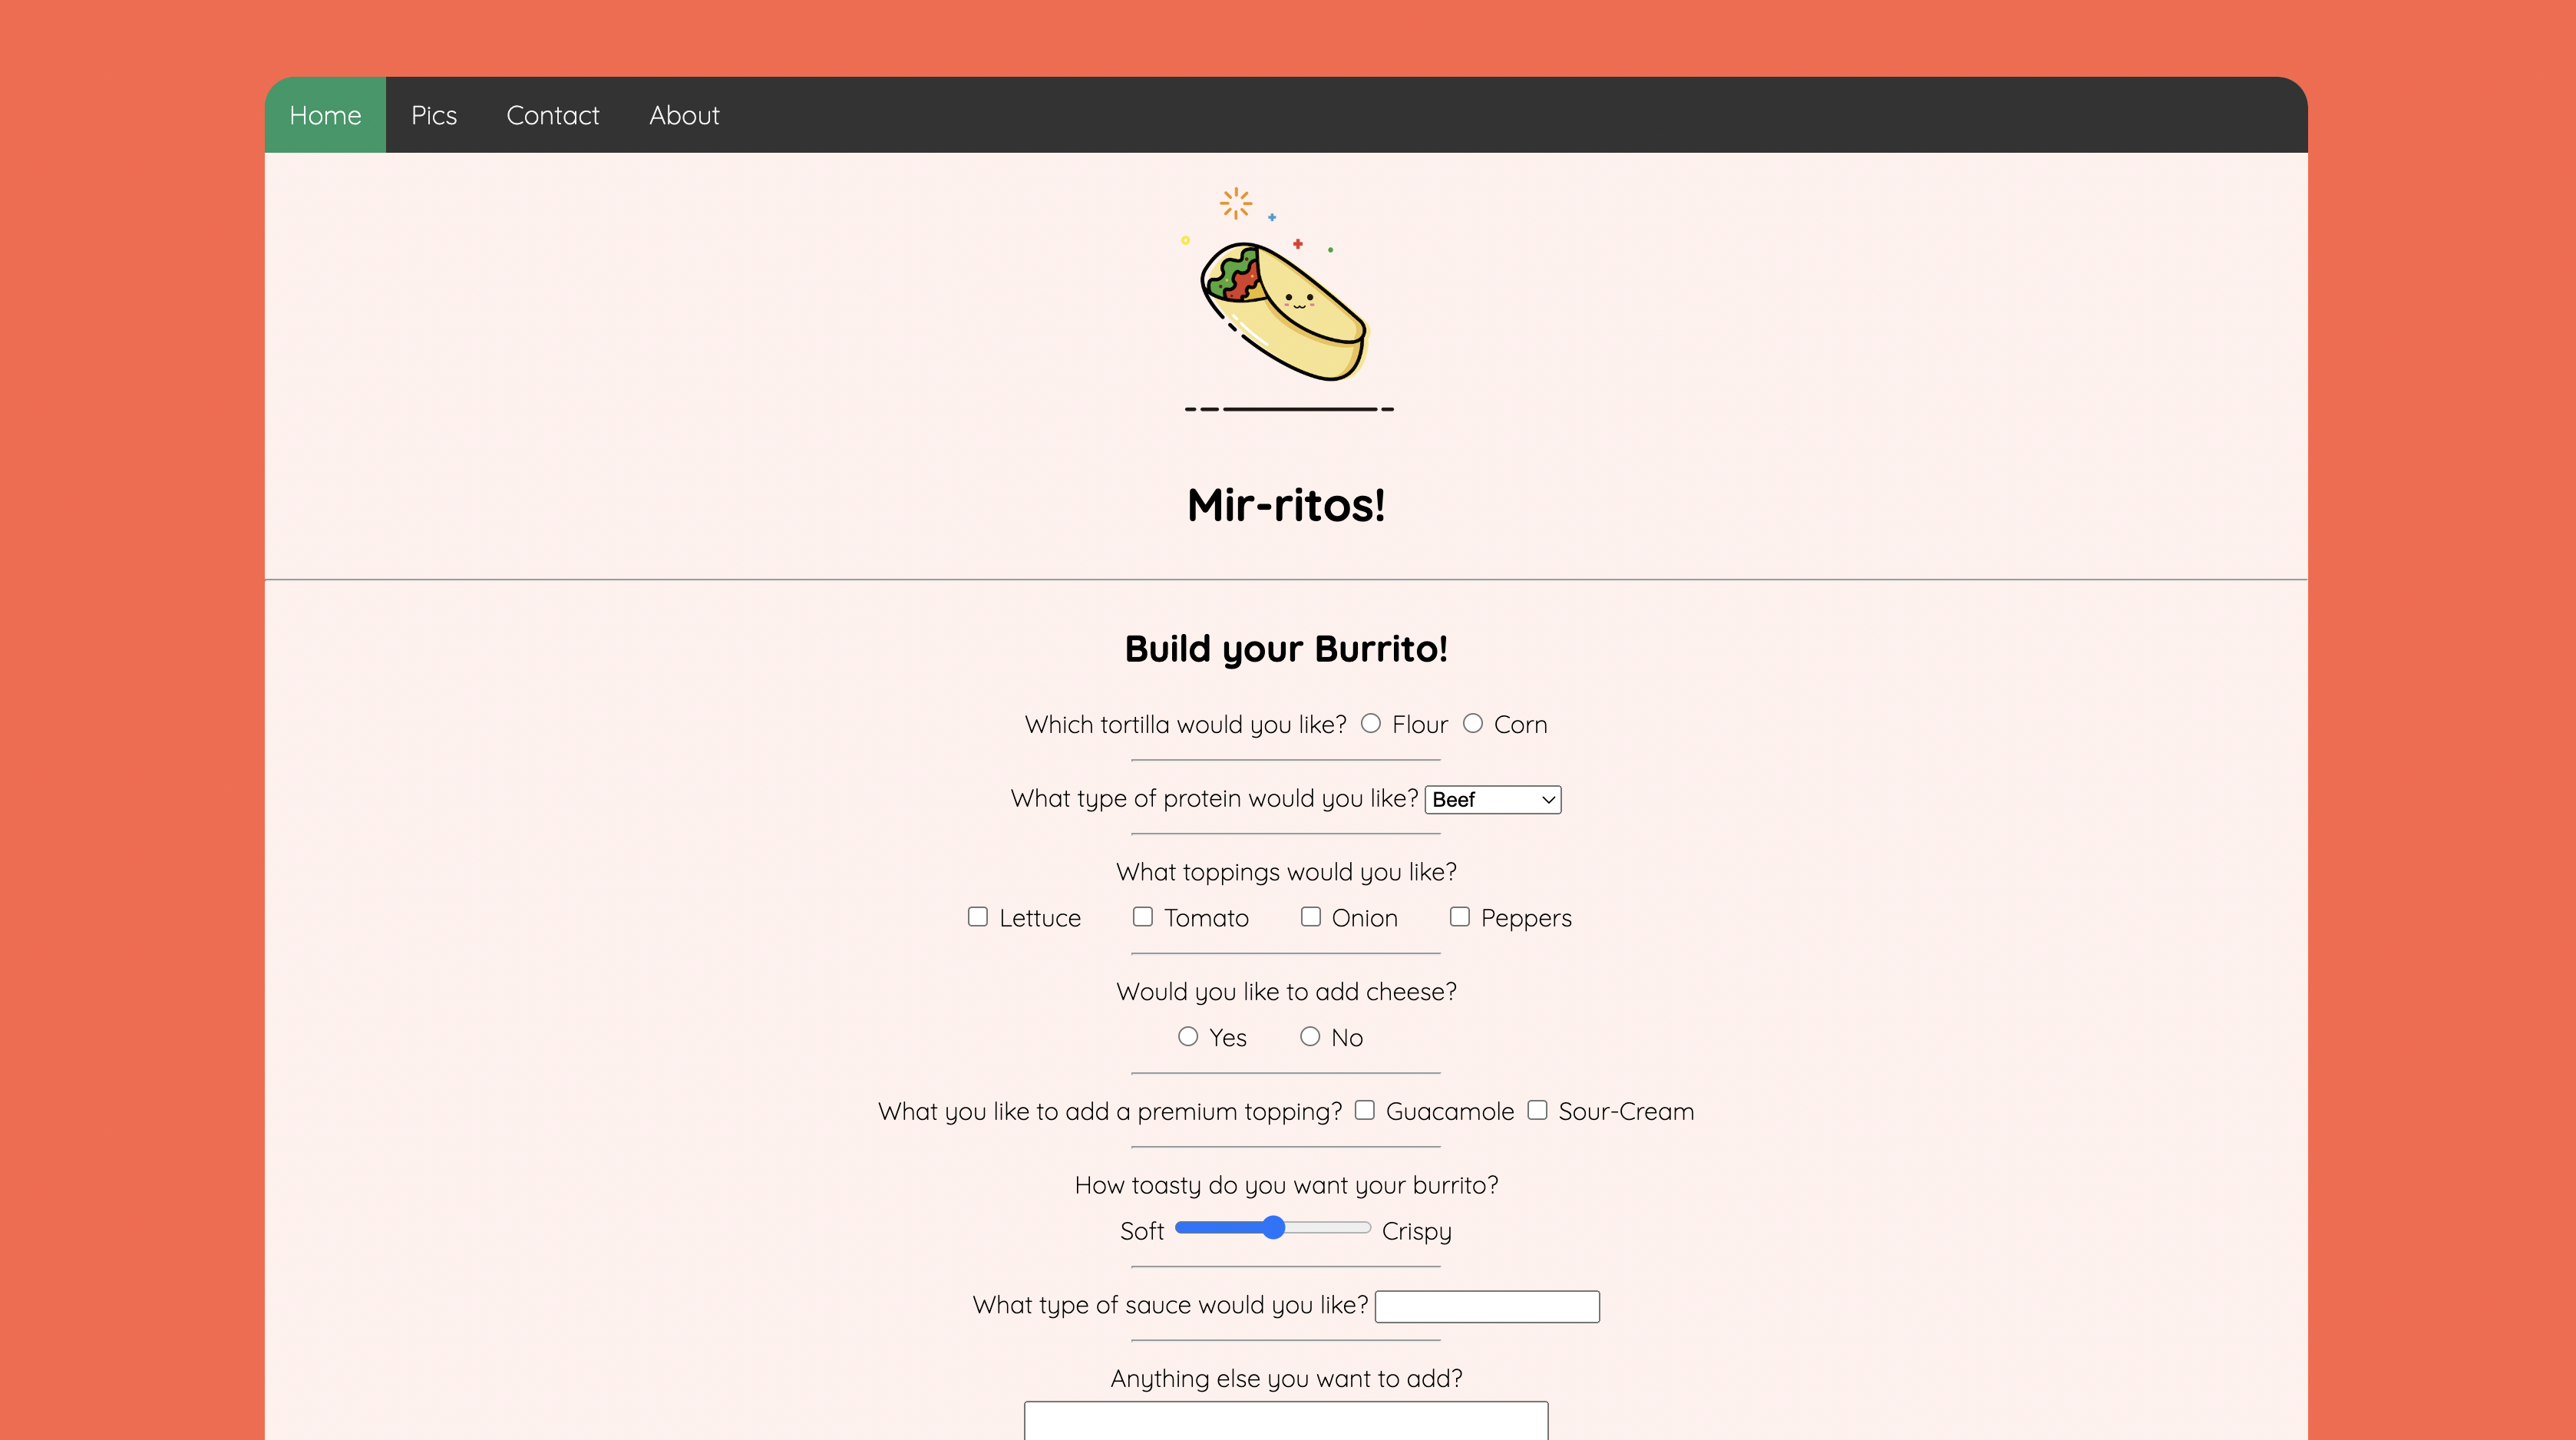 Home Pics Contact About
Mir-ritos!
Build your Burrito!
Which tortilla would you like? Flour Corn
What type of protein would you like? Beef
What toppings would you like?
Lettuce Tomato Onion Peppers
Would you like to add cheese?
Yes No
What you like to add a premium topping? Guacamole Sour-Cream
How toasty do you want your burrito?
Soft Crispy
What type of sauce would you like?
Anything else you want to add?